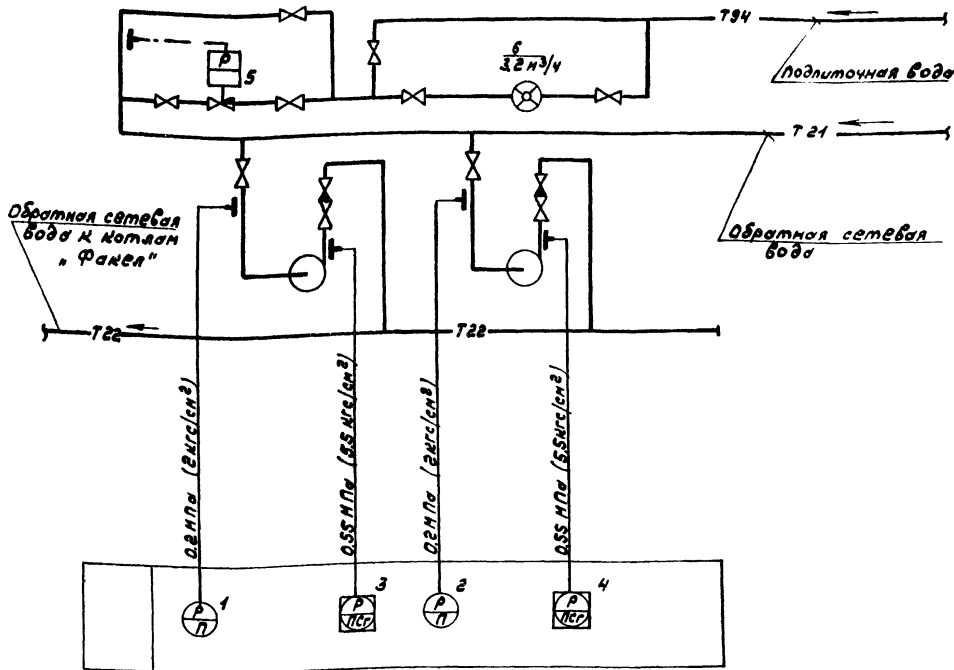 Т94
Подпиточная вода
Р
5
6
3,2 м³/ч
Т21
Обратная сетевая
вода
Обратная сетевая
вода к котлам
„Факел"
Т22
Т22
0,2 МПа (2 кгс/см²)
0,55 МПа (5,5 кгс/см²)
0,2 МПа (2 кгс/см²)
0,55 МПа (5,5 кгс/см²)
Р
П
1
Р
ПСг
3
Р
П
2
Р
ПСг
4